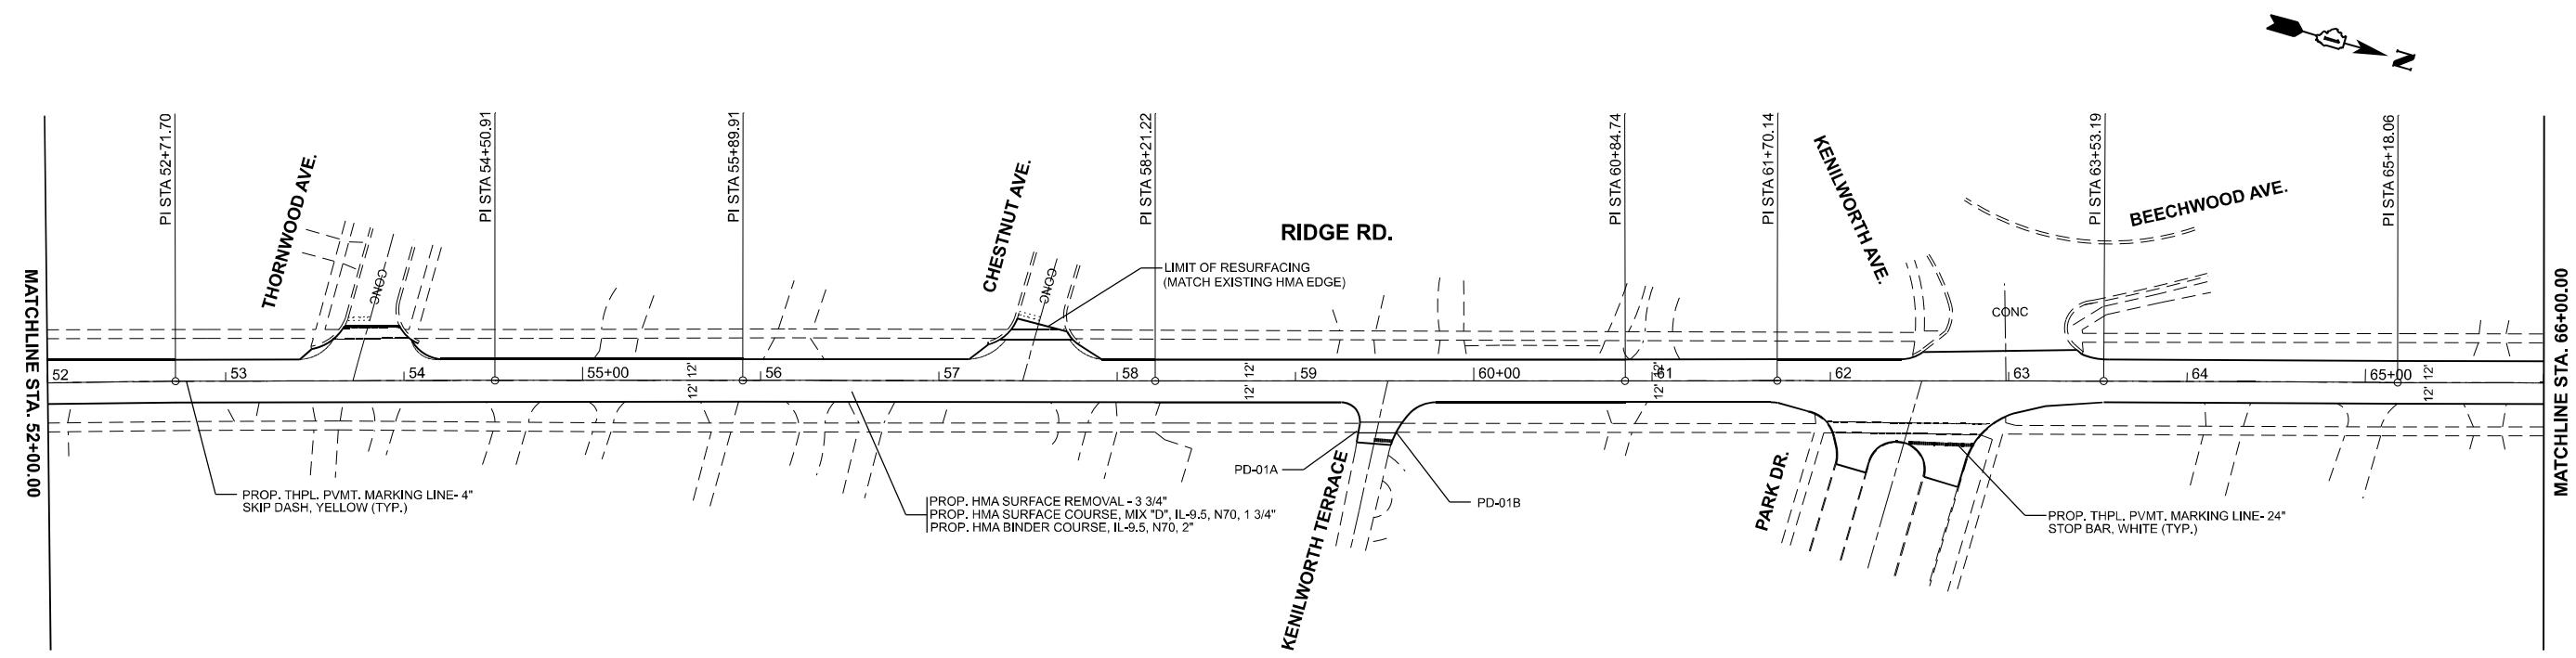 N
PI STA 52+71.70
PI STA 54+50.91
PI STA 55+89.91
PI STA 58+21.22
PI STA 60+84.74
PI STA 61+70.14
PI STA 63+53.19
PI STA 65+18.06
THORNWOOD AVE.
CHESTNUT AVE.
RIDGE RD.
KENILWORTH AVE.
BEECHWOOD AVE.
LIMIT OF RESURFACING
(MATCH EXISTING HMA EDGE)
CONC
CONC
CONC
MATCHLINE STA. 52+00.00
MATCHLINE STA. 66+00.00
52
53
54
55+00
56
57
58
59
60+00
61
62
63
64
65+00
12' 12'
12' 12'
12' 12'
12' 12'
PROP. THPL. PVMT. MARKING LINE- 4"
SKIP DASH, YELLOW (TYP.)
PROP. HMA SURFACE REMOVAL - 3 3/4"
PROP. HMA SURFACE COURSE, MIX "D", IL-9.5, N70, 1 3/4"
PROP. HMA BINDER COURSE, IL-9.5, N70, 2"
PD-01A
PD-01B
KENILWORTH TERRACE
PARK DR.
PROP. THPL. PVMT. MARKING LINE- 24"
STOP BAR, WHITE (TYP.)